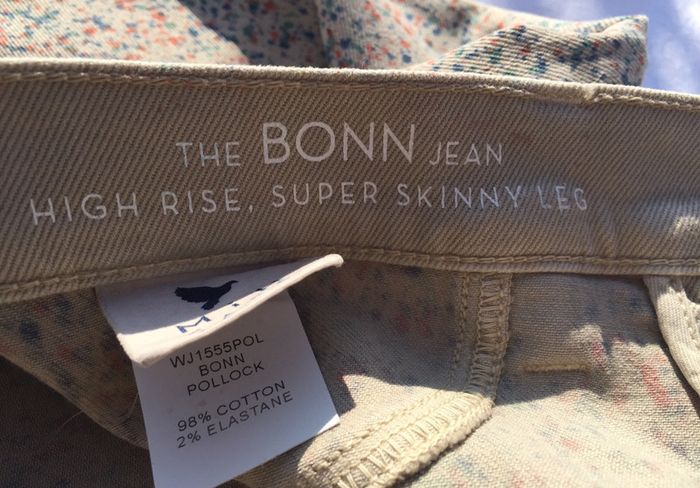 THE BONN JEAN
HIGH RISE, SUPER SKINNY LEG
WJ1555POL
BONN
POLLOCK
98% COTTON
2% ELASTANE